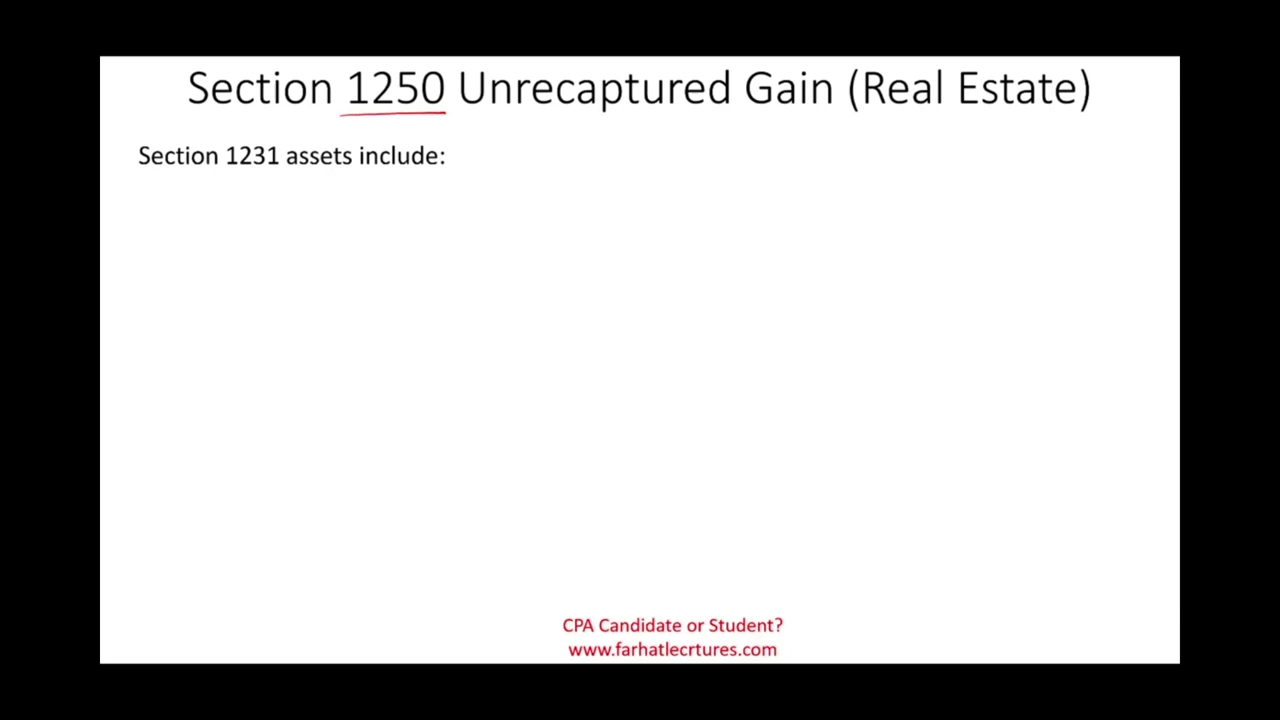 Section 1250 Unrecaptured Gain (Real Estate)
Section 1231 assets include:
CPA Candidate or Student?
www.farhatlecrtures.com